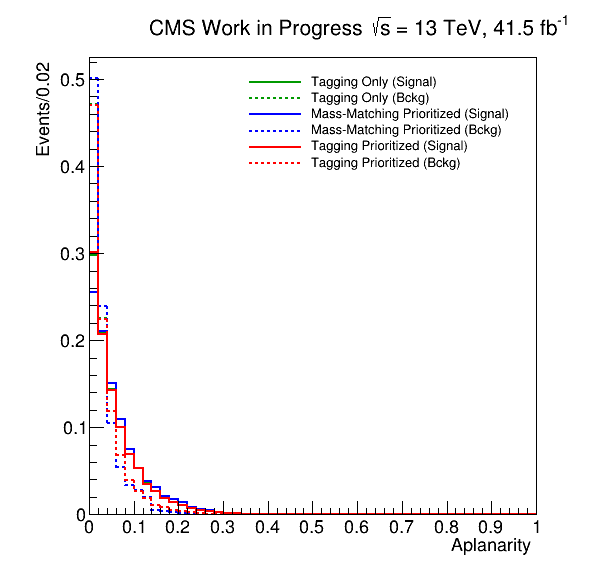 CMS Work in Progress √s = 13 TeV, 41.5 fb⁻¹
Events/0.02
0.5
0.4
0.3
0.2
0.1
0
Tagging Only (Signal)
Tagging Only (Bckg)
Mass-Matching Prioritized (Signal)
Mass-Matching Prioritized (Bckg)
Tagging Prioritized (Signal)
Tagging Prioritized (Bckg)
0 0.1 0.2 0.3 0.4 0.5 0.6 0.7 0.8 0.9 1
Aplanarity